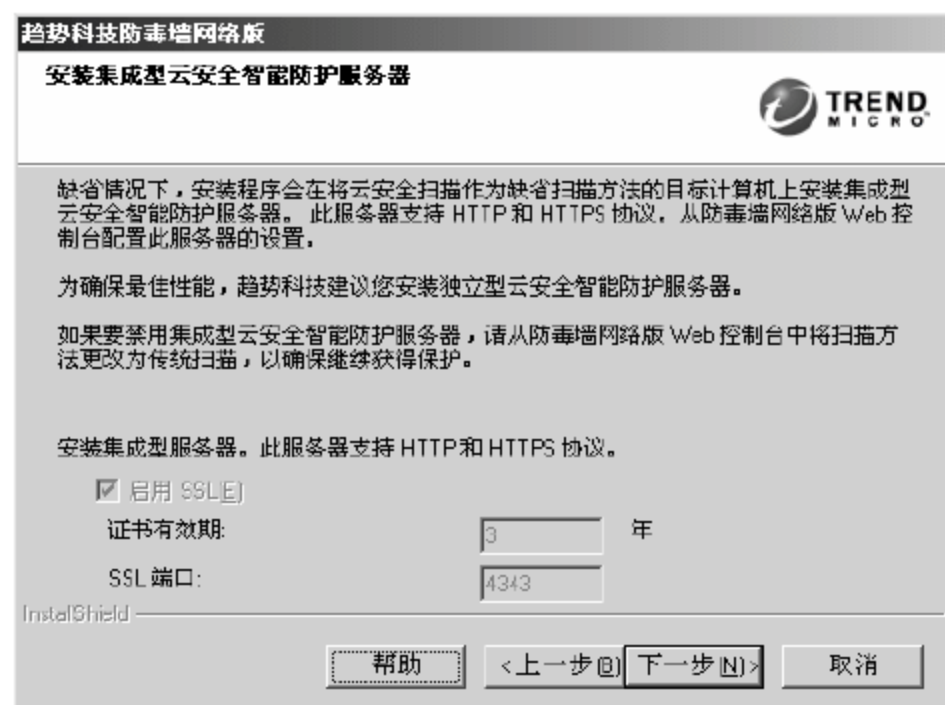 趋势科技防毒墙网络版
安装集成型云安全智能防护服务器
TREND
MICRO
缺省情况下，安装程序会在将云安全扫描作为缺省扫描方法的目标计算机上安装集成型
云安全智能防护服务器。 此服务器支持 HTTP 和 HTTPS 协议。从防毒墙网络版 Web 控
制台配置此服务器的设置。
为确保最佳性能，趋势科技建议您安装独立型云安全智能防护服务器。
如果要禁用集成型云安全智能防护服务器，请从防毒墙网络版 Web 控制台中将扫描方
法更改为传统扫描，以确保继续获得保护。
安装集成型服务器。此服务器支持 HTTP 和 HTTPS 协议。
启用 SSL(E)
证书有效期: 3 年
SSL 端口: 4343
InstallShield
帮助 <上一步(B) 下一步(N)> 取消